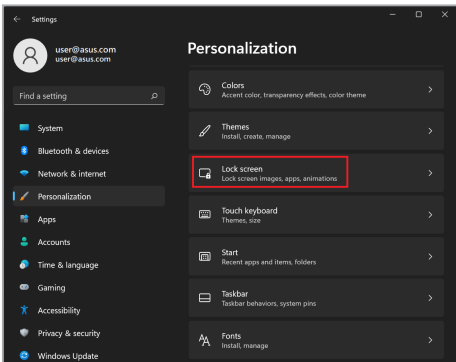 Settings
user@asus.com
user@asus.com
Find a setting
System
Bluetooth & devices
Network & internet
Personalization
Apps
Accounts
Time & language
Gaming
Accessibility
Privacy & security
Windows Update
Personalization
Colors
Accent color, transparency effects, color theme
Themes
Install, create, manage
Lock screen
Lock screen images, apps, animations
Touch keyboard
Themes, size
Start
Recent apps and items, folders
Taskbar
Taskbar behaviors, system pins
Fonts
Install, manage